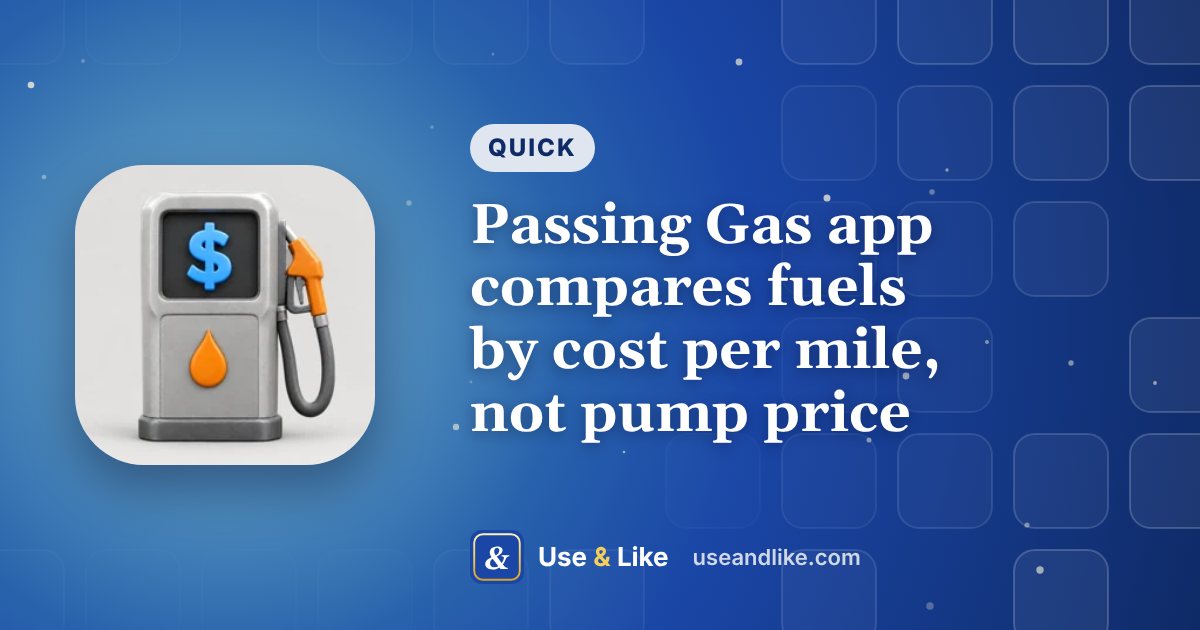 QUICK
Passing Gas app
compares fuels
by cost per mile,
not pump price
$
& Use & Like useandlike.com